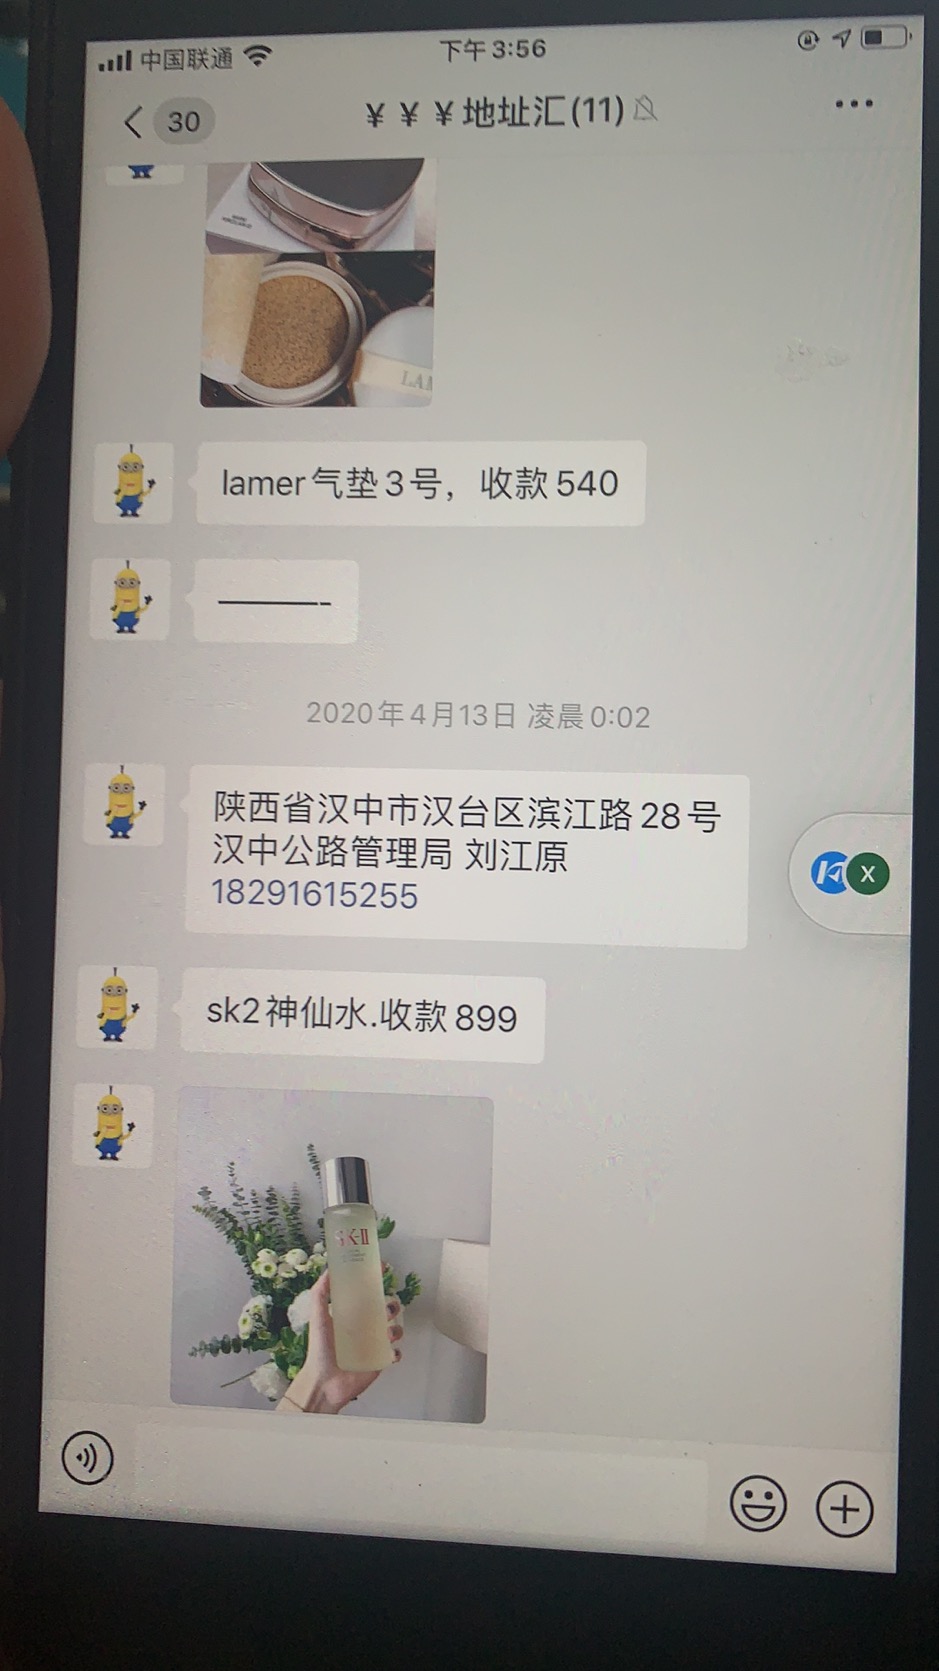 中国联通
下午3:56
30
¥ ¥ ¥地址汇(11)
LAI
lamer气垫3号，收款540
————-
2020年4月13日 凌晨0:02
陕西省汉中市汉台区滨江路28号
汉中公路管理局 刘江原
18291615255
X
sk2神仙水.收款899
SK-II